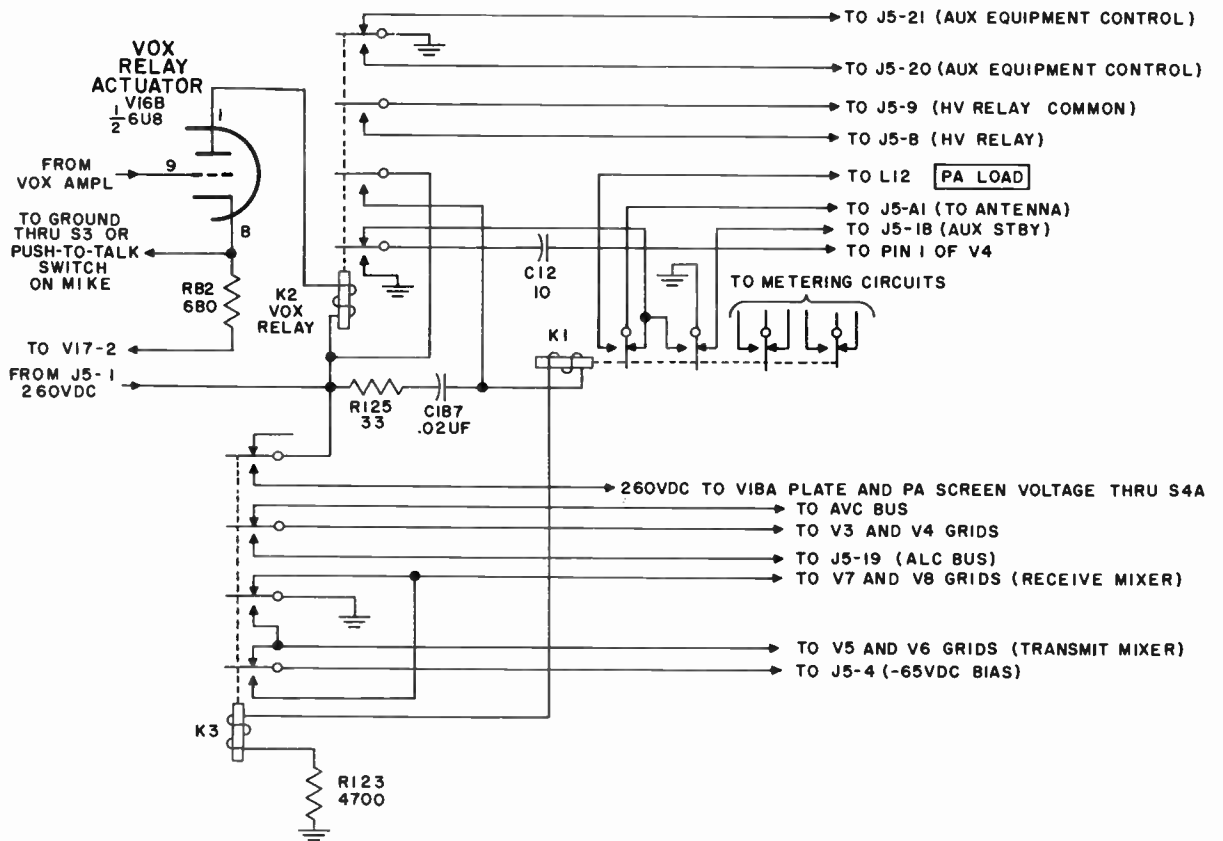 VOX
RELAY
ACTUATOR
V16B
1/2 6U8
1
9
8
FROM
VOX AMPL
TO GROUND
THRU S3 OR
PUSH-TO-TALK
SWITCH
ON MIKE
R82
680
TO V17-2
FROM J5-1
260VDC
K2
VOX
RELAY
TO J5-21 (AUX EQUIPMENT CONTROL)
TO J5-20 (AUX EQUIPMENT CONTROL)
TO J5-9 (HV RELAY COMMON)
TO J5-8 (HV RELAY)
TO L12 PA LOAD
TO J5-A1 (TO ANTENNA)
TO J5-18 (AUX STBY)
TO PIN 1 OF V4
C12
10
TO METERING CIRCUITS
K1
R125
33
C187
.02UF
260VDC TO V18A PLATE AND PA SCREEN VOLTAGE THRU S4A
TO AVC BUS
TO V3 AND V4 GRIDS
TO J5-19 (ALC BUS)
TO V7 AND V8 GRIDS (RECEIVE MIXER)
TO V5 AND V6 GRIDS (TRANSMIT MIXER)
TO J5-4 (-65VDC BIAS)
K3
R123
4700